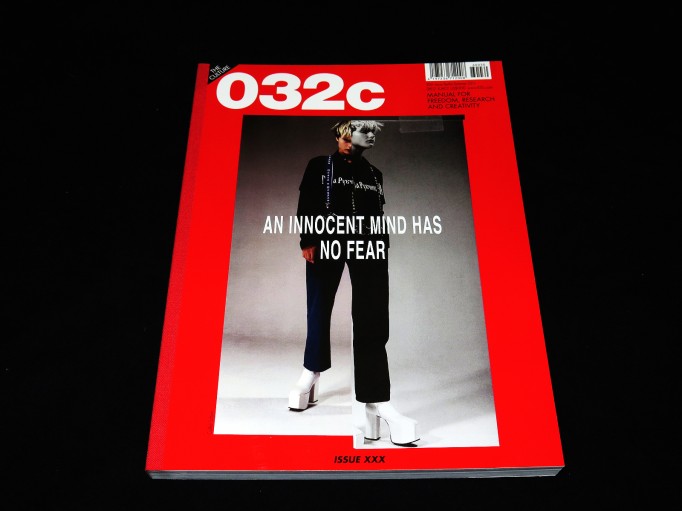 THE
CULTURE
032c
MANUAL FOR
FREEDOM, RESEARCH
AND CREATIVITY
AN INNOCENT MIND HAS
NO FEAR
ISSUE XXX